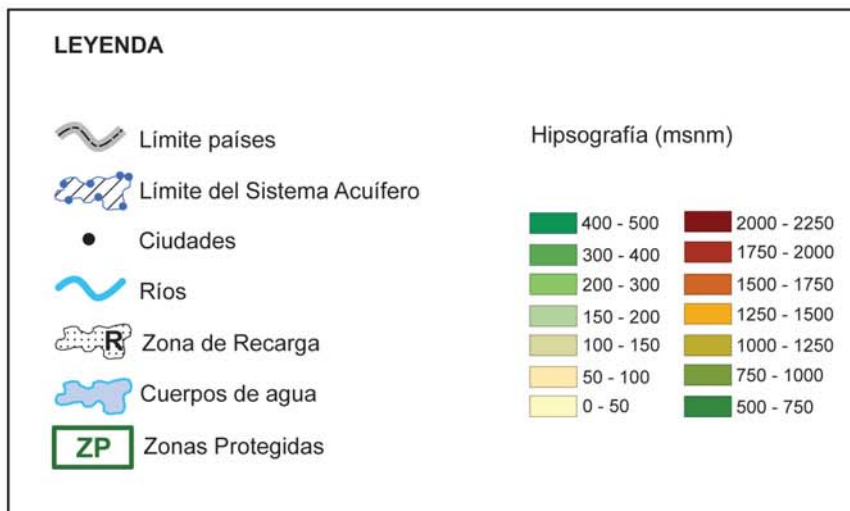 LEYENDA
Límite países
Límite del Sistema Acuífero
Ciudades
Ríos
R
Zona de Recarga
Cuerpos de agua
ZP
Zonas Protegidas
Hipsografía (msnm)
400 - 500
300 - 400
200 - 300
150 - 200
100 - 150
50 - 100
0 - 50
2000 - 2250
1750 - 2000
1500 - 1750
1250 - 1500
1000 - 1250
750 - 1000
500 - 750